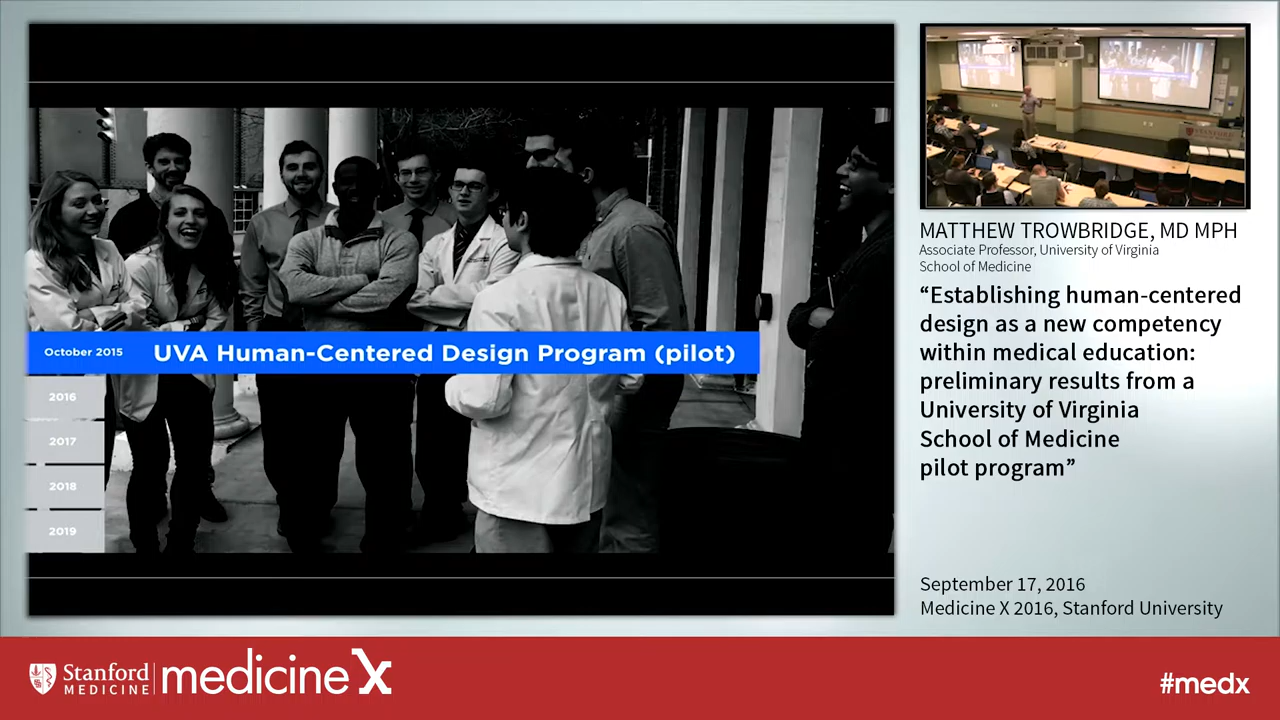 October 2015 UVA Human-Centered Design Program (pilot)
2016
2017
2018
2019
STANFORD
MATTHEW TROWBRIDGE, MD MPH
Associate Professor, University of Virginia
School of Medicine
“Establishing human-centered
design as a new competency
within medical education:
preliminary results from a
University of Virginia
School of Medicine
pilot program”
September 17, 2016
Medicine X 2016, Stanford University
Stanford
MEDICINE
medicine X
#medx